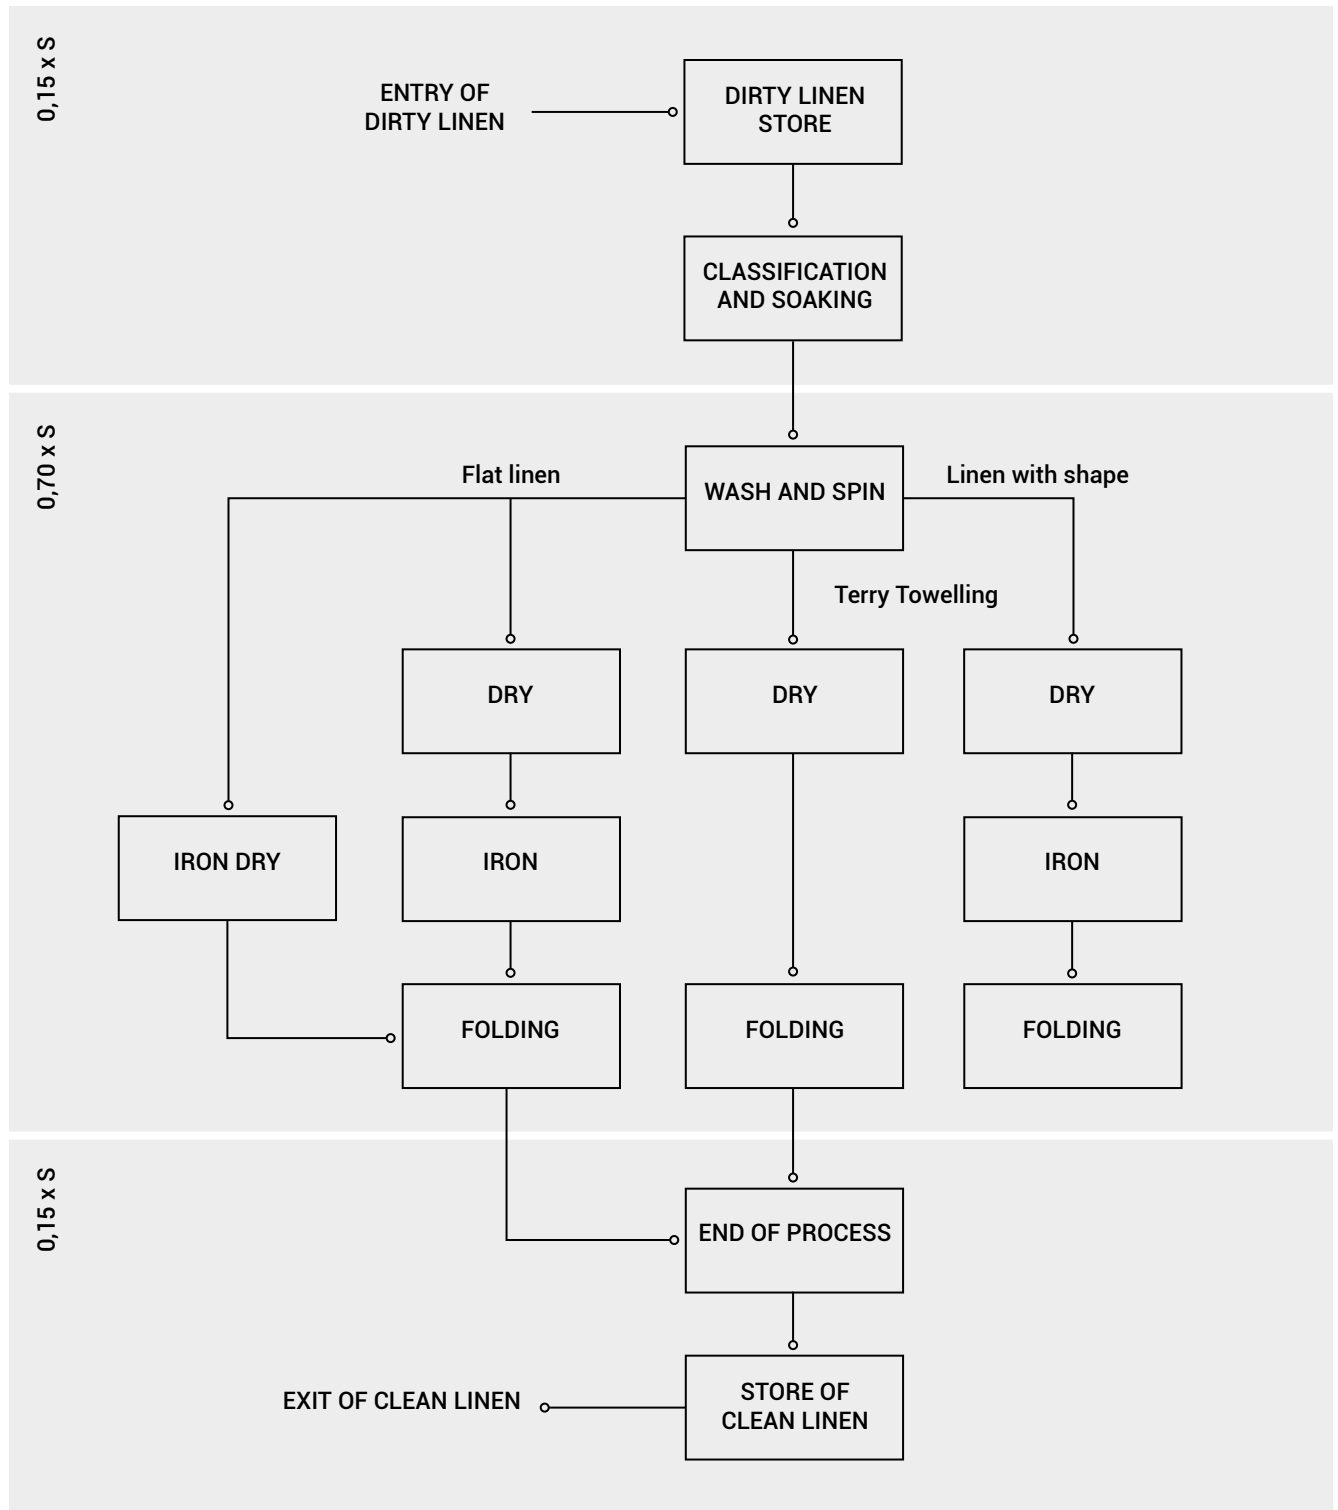 0,15 x S
ENTRY OF
DIRTY LINEN
DIRTY LINEN
STORE
CLASSIFICATION
AND SOAKING
0,70 x S
Flat linen
WASH AND SPIN
Linen with shape
Terry Towelling
DRY
DRY
DRY
IRON DRY
IRON
IRON
FOLDING
FOLDING
FOLDING
0,15 x S
END OF PROCESS
EXIT OF CLEAN LINEN
STORE OF
CLEAN LINEN